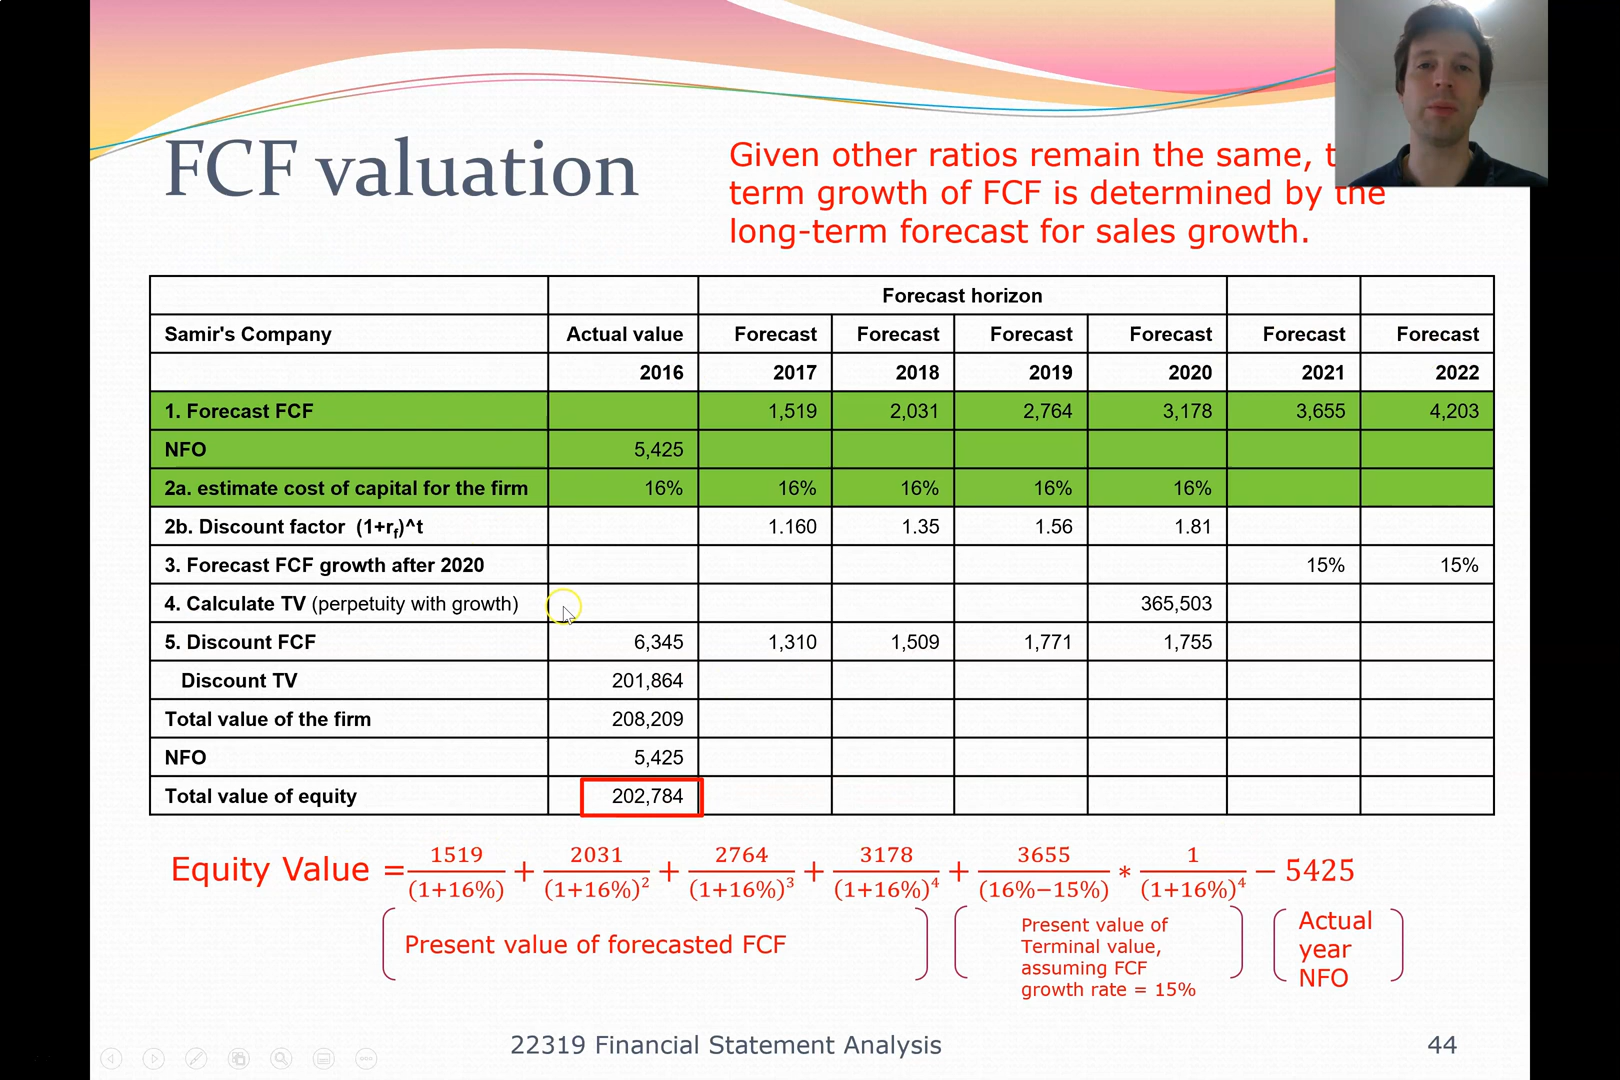 FCF valuation
Given other ratios remain the same,
term growth of FCF is determined by the
long-term forecast for sales growth.
Forecast horizon
Samir's Company Actual value Forecast Forecast Forecast Forecast Forecast Forecast
2016 2017 2018 2019 2020 2021 2022
1. Forecast FCF 1,519 2,031 2,764 3,178 3,655 4,203
NFO 5,425
2a. estimate cost of capital for the firm 16% 16% 16% 16% 16%
2b. Discount factor (1+r_f)^t 1.160 1.35 1.56 1.81
3. Forecast FCF growth after 2020 15% 15%
4. Calculate TV (perpetuity with growth) 365,503
5. Discount FCF 6,345 1,310 1,509 1,771 1,755
Discount TV 201,864
Total value of the firm 208,209
NFO 5,425
Total value of equity 202,784
Equity Value = 1519/(1+16%) + 2031/(1+16%)² + 2764/(1+16%)³ + 3178/(1+16%)⁴ + 3655/(16%−15%) * 1/(1+16%)⁴ − 5425
Present value of forecasted FCF
Present value of
Terminal value,
assuming FCF
growth rate = 15%
Actual
year
NFO
22319 Financial Statement Analysis 44